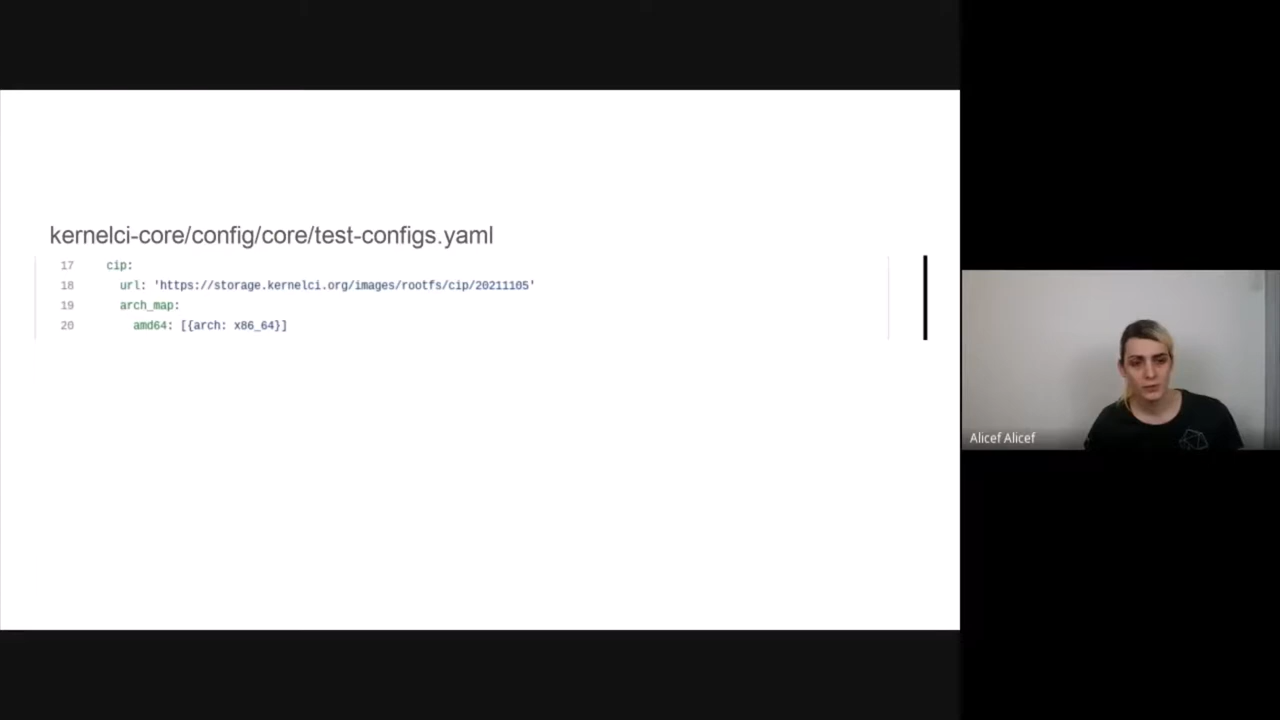 kernelci-core/config/core/test-configs.yaml
17 cip:
18 url: 'https://storage.kernelci.org/images/rootfs/cip/20211105'
19 arch_map:
20 amd64: [{arch: x86_64}]
Alicef Alicef